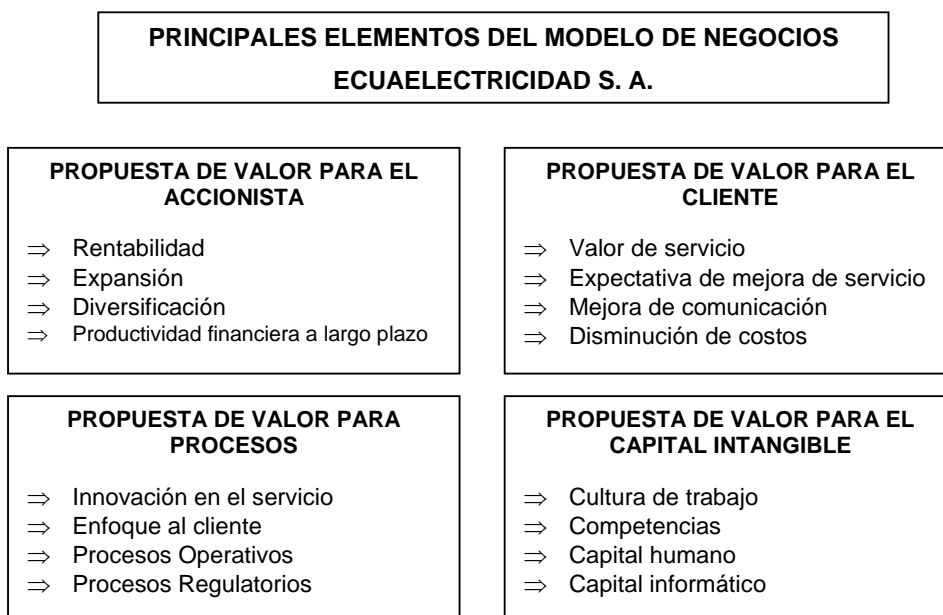 PRINCIPALES ELEMENTOS DEL MODELO DE NEGOCIOS
ECUAELECTRICIDAD S. A.
PROPUESTA DE VALOR PARA EL
ACCIONISTA
⇒ Rentabilidad
⇒ Expansión
⇒ Diversificación
⇒ Productividad financiera a largo plazo
PROPUESTA DE VALOR PARA EL
CLIENTE
⇒ Valor de servicio
⇒ Expectativa de mejora de servicio
⇒ Mejora de comunicación
⇒ Disminución de costos
PROPUESTA DE VALOR PARA
PROCESOS
⇒ Innovación en el servicio
⇒ Enfoque al cliente
⇒ Procesos Operativos
⇒ Procesos Regulatorios
PROPUESTA DE VALOR PARA EL
CAPITAL INTANGIBLE
⇒ Cultura de trabajo
⇒ Competencias
⇒ Capital humano
⇒ Capital informático